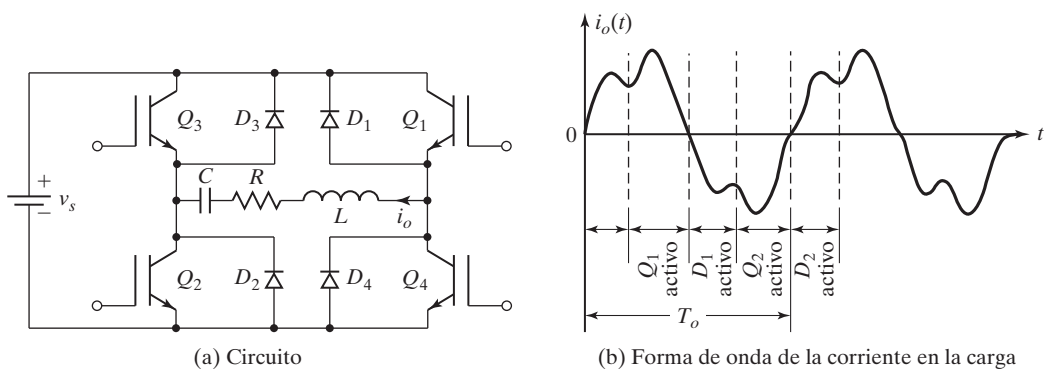 Q3
D3
D1
Q1
C
R
L
io
+
vs
−
Q2
D2
D4
Q4
(a) Circuito
io(t)
0
t
Q1 activo
D1 activo
Q2 activo
D2 activo
To
(b) Forma de onda de la corriente en la carga